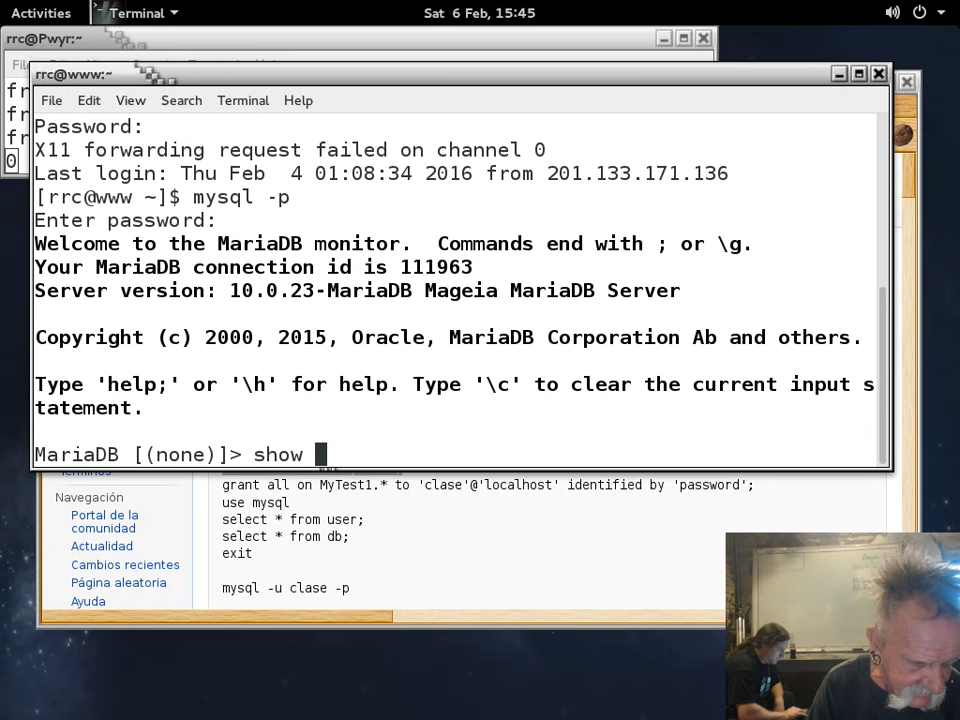 Activities
Terminal
Sat 6 Feb, 15:45
rrc@Pwyr:~
rrc@www:~
File Edit View Search Terminal Help
Password:
X11 forwarding request failed on channel 0
Last login: Thu Feb  4 01:08:34 2016 from 201.133.171.136
[rrc@www ~]$ mysql -p
Enter password:
Welcome to the MariaDB monitor.  Commands end with ; or \g.
Your MariaDB connection id is 111963
Server version: 10.0.23-MariaDB Mageia MariaDB Server
Copyright (c) 2000, 2015, Oracle, MariaDB Corporation Ab and others.
Type 'help;' or '\h' for help. Type '\c' to clear the current input s
tatement.
MariaDB [(none)]> show
grant all on MyTest1.* to 'clase'@'localhost' identified by 'password';
use mysql
select * from user;
select * from db;
exit
mysql -u clase -p
Navegación
Portal de la
comunidad
Actualidad
Cambios recientes
Página aleatoria
Ayuda